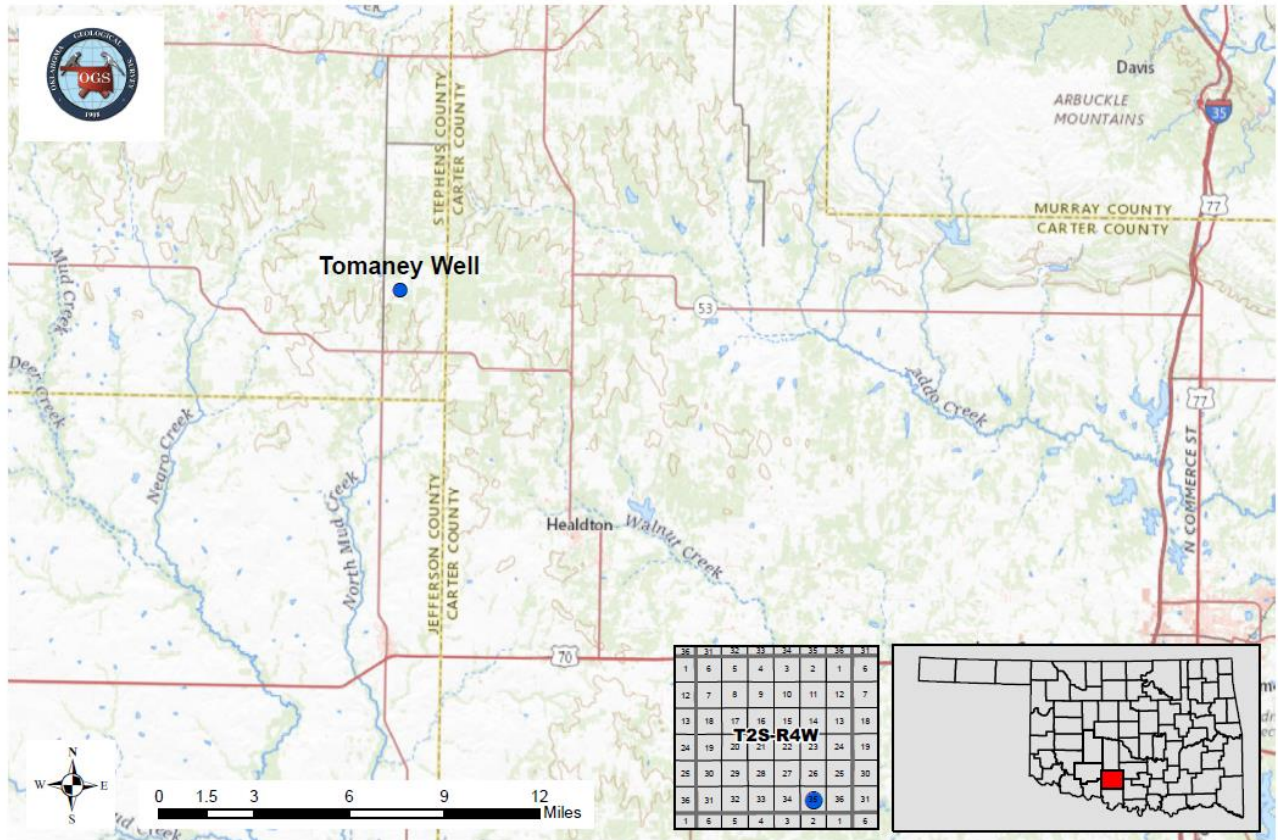 OKLAHOMA GEOLOGICAL SURVEY
OGS
1908
Davis
ARBUCKLE
MOUNTAINS
35
STEPHENS COUNTY
CARTER COUNTY
77
MURRAY COUNTY
CARTER COUNTY
Mud Creek
Tomaney Well
53
Deer Creek
addo Creek
77
Negro Creek
North Mud Creek
JEFFERSON COUNTY
CARTER COUNTY
N COMMERCE ST
Healdton
Walnut Creek
70
36 31 32 33 34 35 36 31
1 6 5 4 3 2 1 6
12 7 8 9 10 11 12 7
13 18 17 16 15 14 13 18
T2S-R4W
24 19 20 21 22 23 24 19
25 30 29 28 27 26 25 30
36 31 32 33 34 35 36 31
1 6 5 4 3 2 1 6
N
W E
S
0 1.5 3 6 9 12
Miles
ud Creek